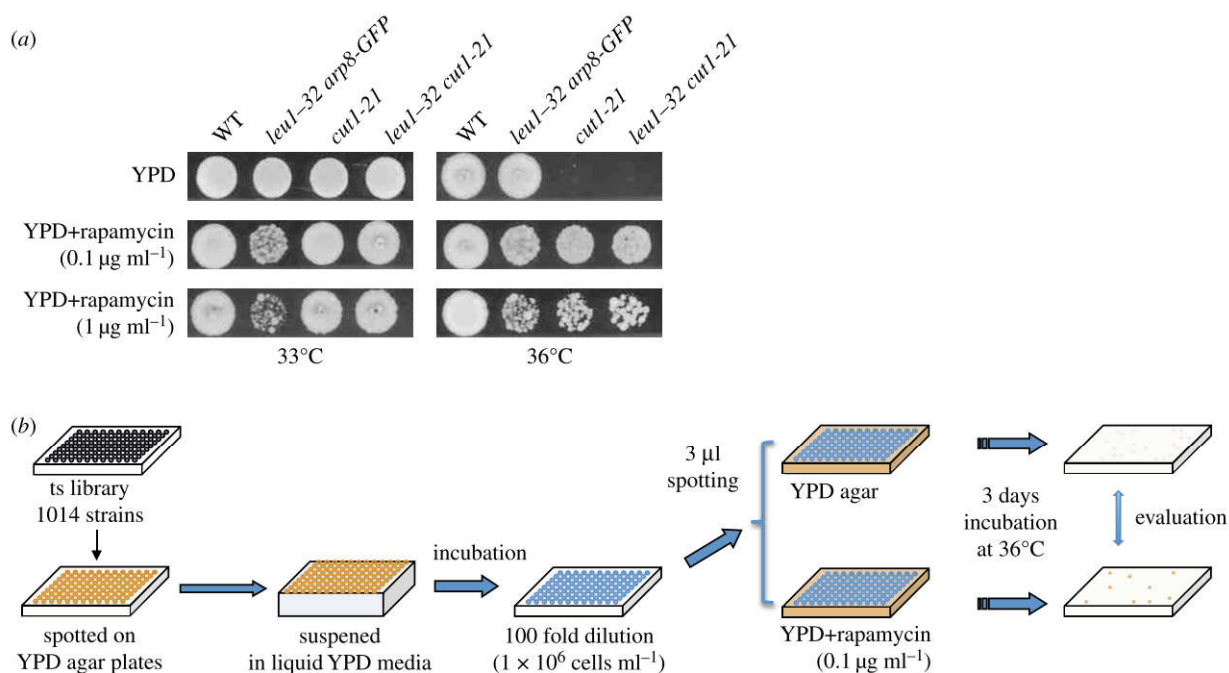 (a)
WT
leu1–32 arp8-GFP
cut1-21
leu1–32 cut1-21
WT
leu1–32 arp8-GFP
cut1-21
leu1–32 cut1-21
YPD
YPD+rapamycin
(0.1 µg ml⁻¹)
YPD+rapamycin
(1 µg ml⁻¹)
33°C
36°C
(b)
ts library
1014 strains
spotted on
YPD agar plates
suspened
in liquid YPD media
incubation
100 fold dilution
(1 × 10⁶ cells ml⁻¹)
3 µl
spotting
YPD agar
YPD+rapamycin
(0.1 µg ml⁻¹)
3 days
incubation
at 36°C
evaluation